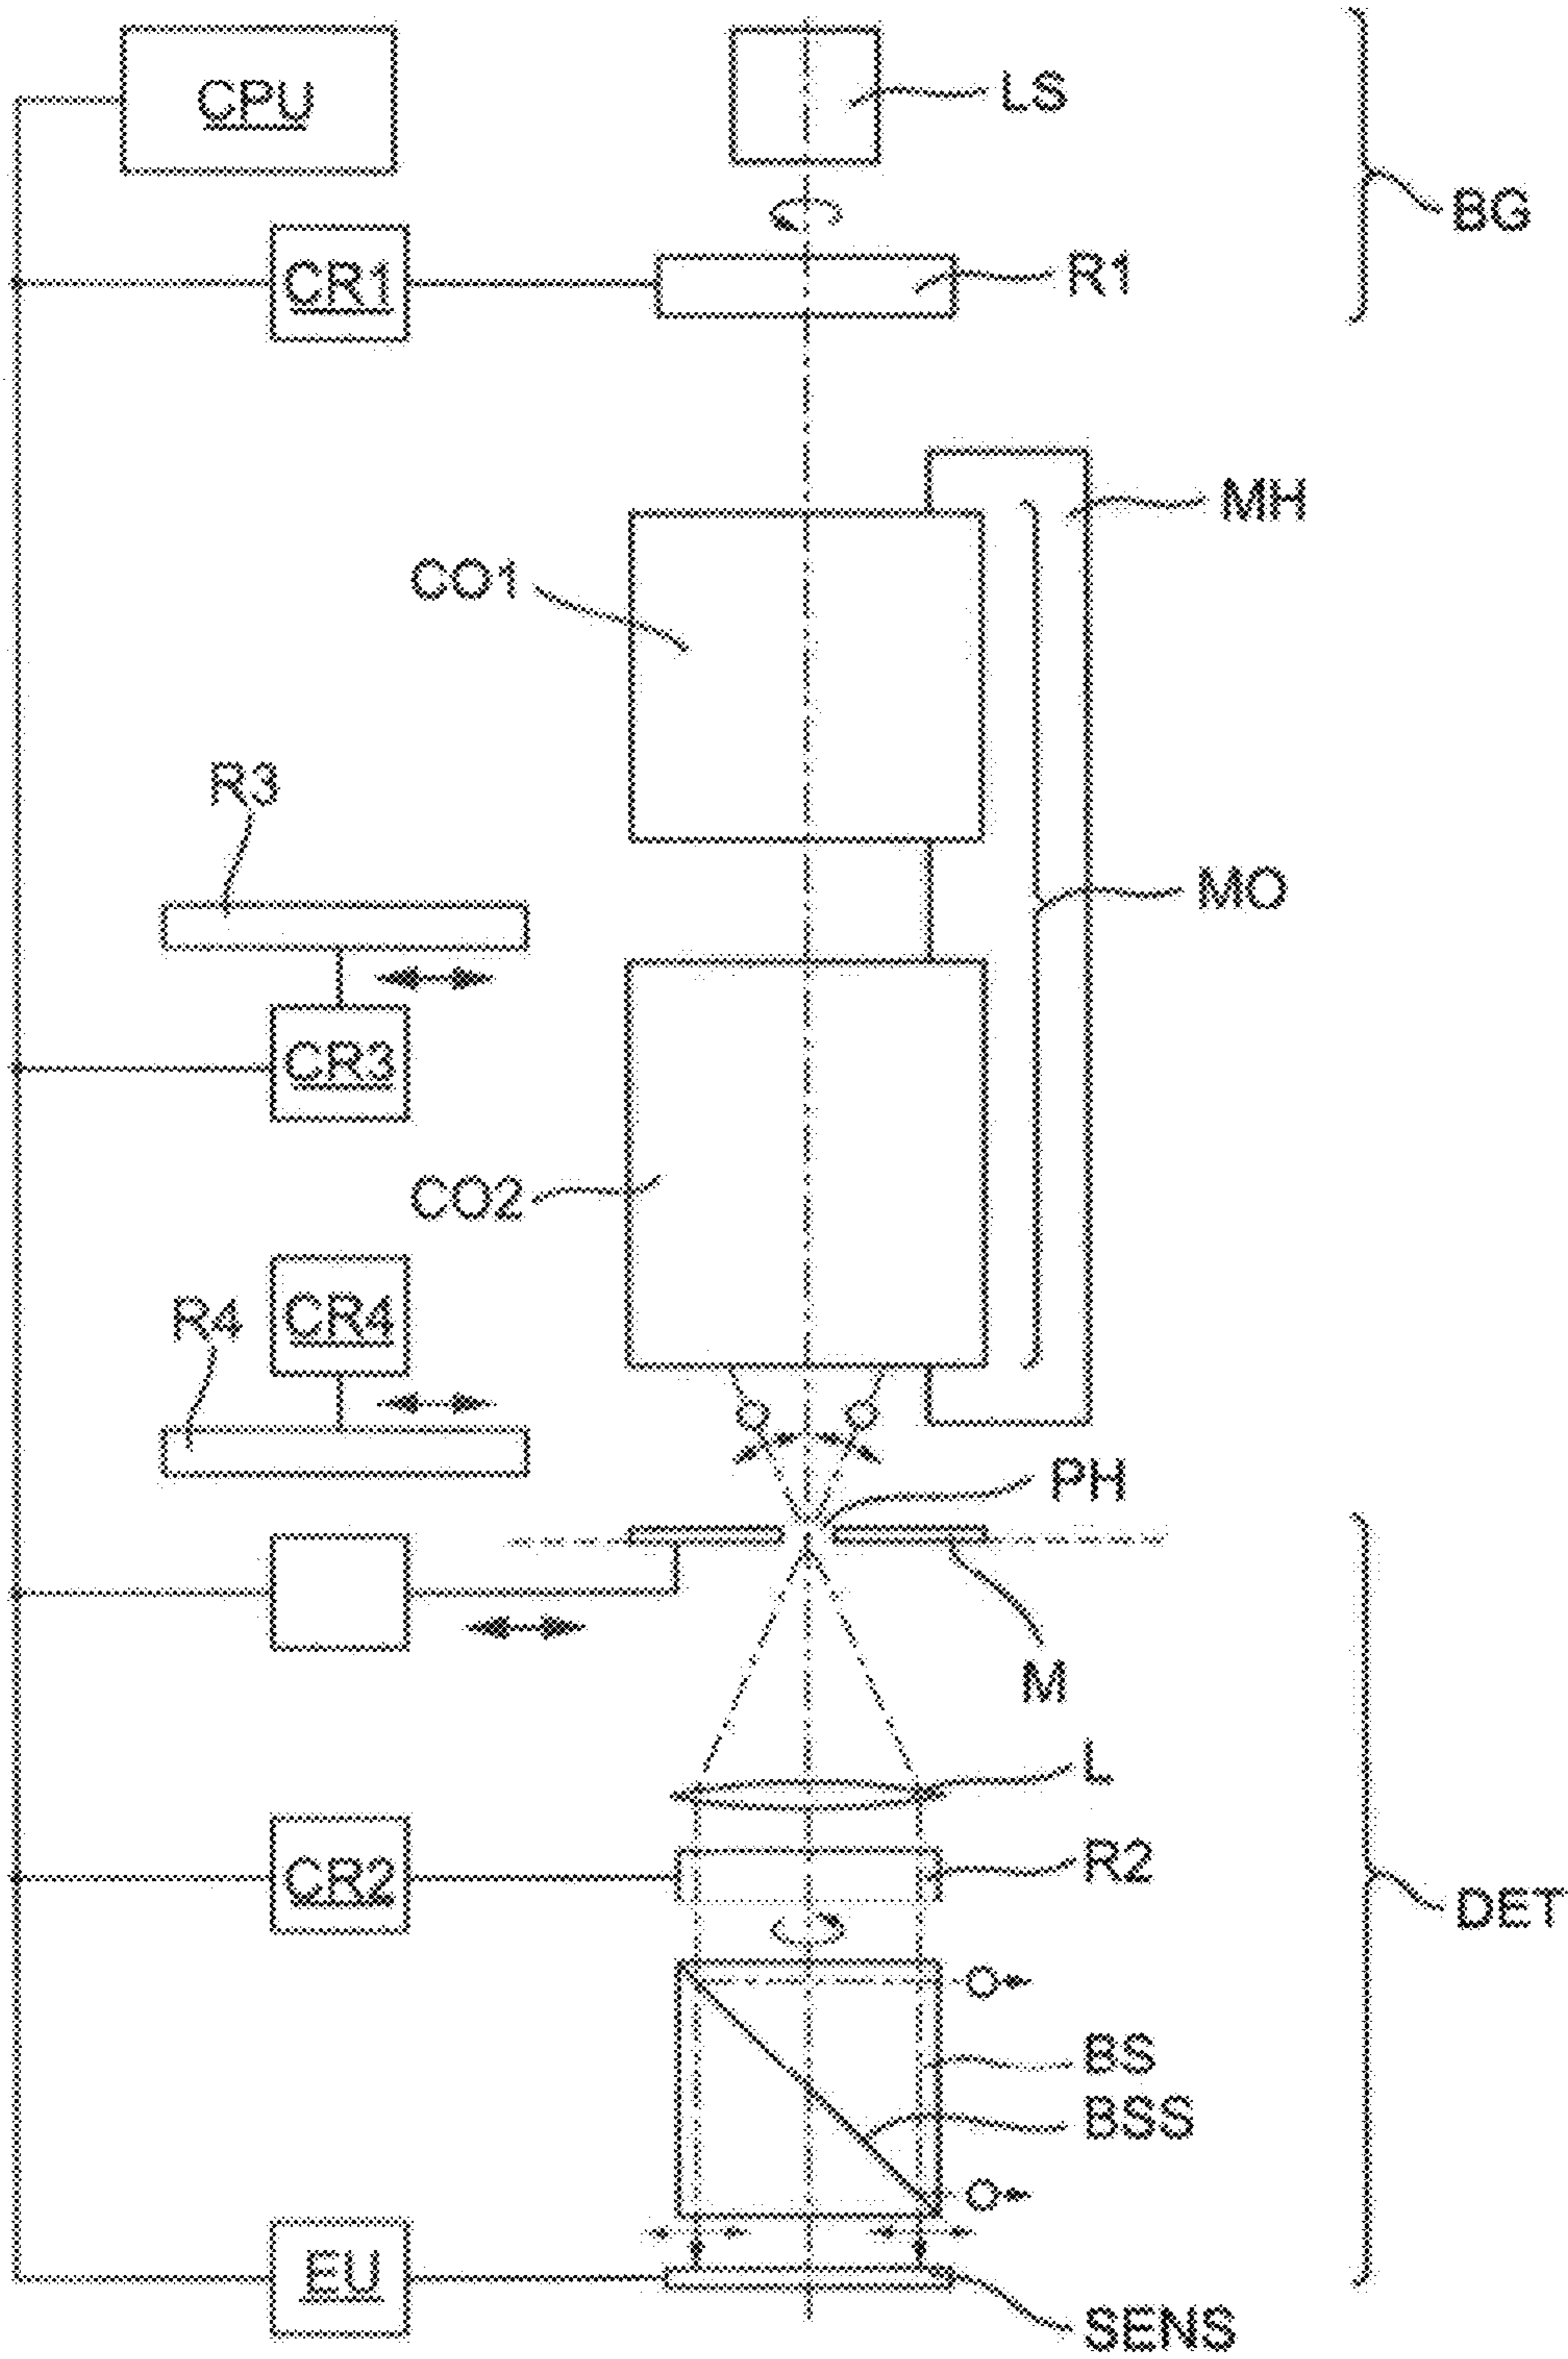 CPU
LS
BG
CR1
R1
MH
CO1
R3
MO
CR3
CO2
CR4
R4
PH
M
L
CR2
R2
DET
BS
BSS
EU
SENS